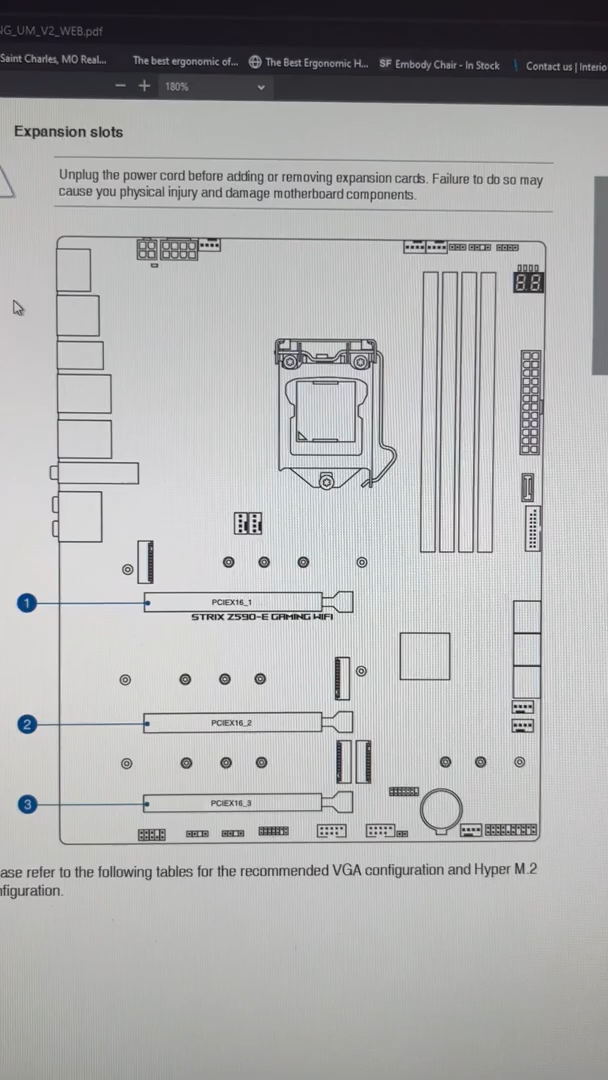 IG_UM_V2_WEB.pdf
Saint Charles, MO Real... The best ergonomic of... The Best Ergonomic H... SF Embody Chair - In Stock Contact us | Interio
− + 180%
Expansion slots
Unplug the power cord before adding or removing expansion cards. Failure to do so may
cause you physical injury and damage motherboard components.
88
1 PCIEX16_1
STRIX Z590-E GAMING WIFI
2 PCIEX16_2
3 PCIEX16_3
ase refer to the following tables for the recommended VGA configuration and Hyper M.2
nfiguration.